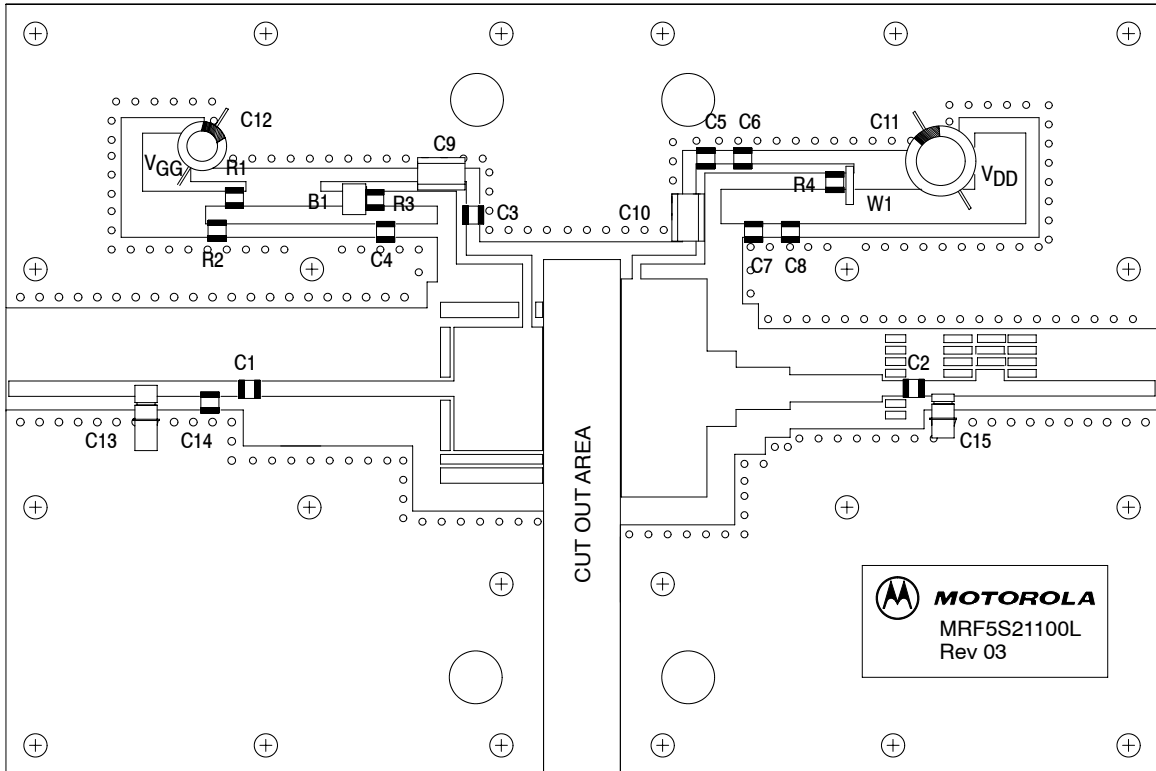 C12
C9
C5 C6
C11
VGG
R1
B1
R3
C3
C10
R4
W1
VDD
R2
C4
C7 C8
C1
C2
C13
C14
C15
CUT OUT AREA
MOTOROLA
MRF5S21100L
Rev 03